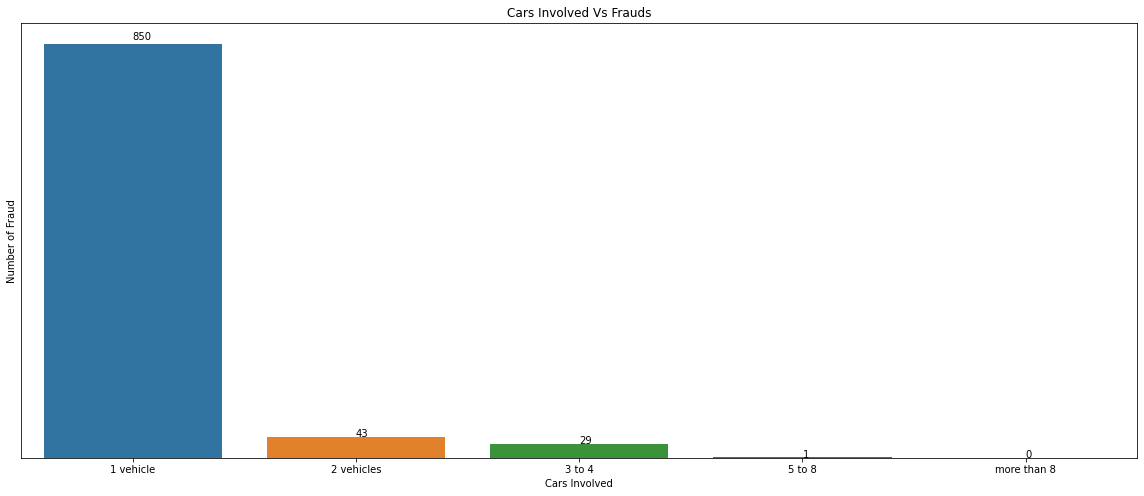 Cars Involved Vs Frauds
850
43
29
1
0
Number of Fraud
1 vehicle
2 vehicles
3 to 4
5 to 8
more than 8
Cars Involved